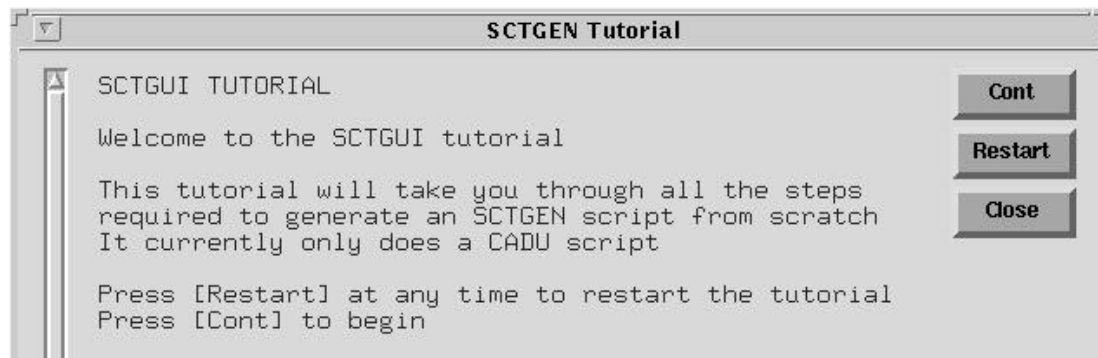 SCTGEN Tutorial
SCTGUI TUTORIAL
Welcome to the SCTGUI tutorial
This tutorial will take you through all the steps
required to generate an SCTGEN script from scratch
It currently only does a CADU script
Press [Restart] at any time to restart the tutorial
Press [Cont] to begin
Cont
Restart
Close